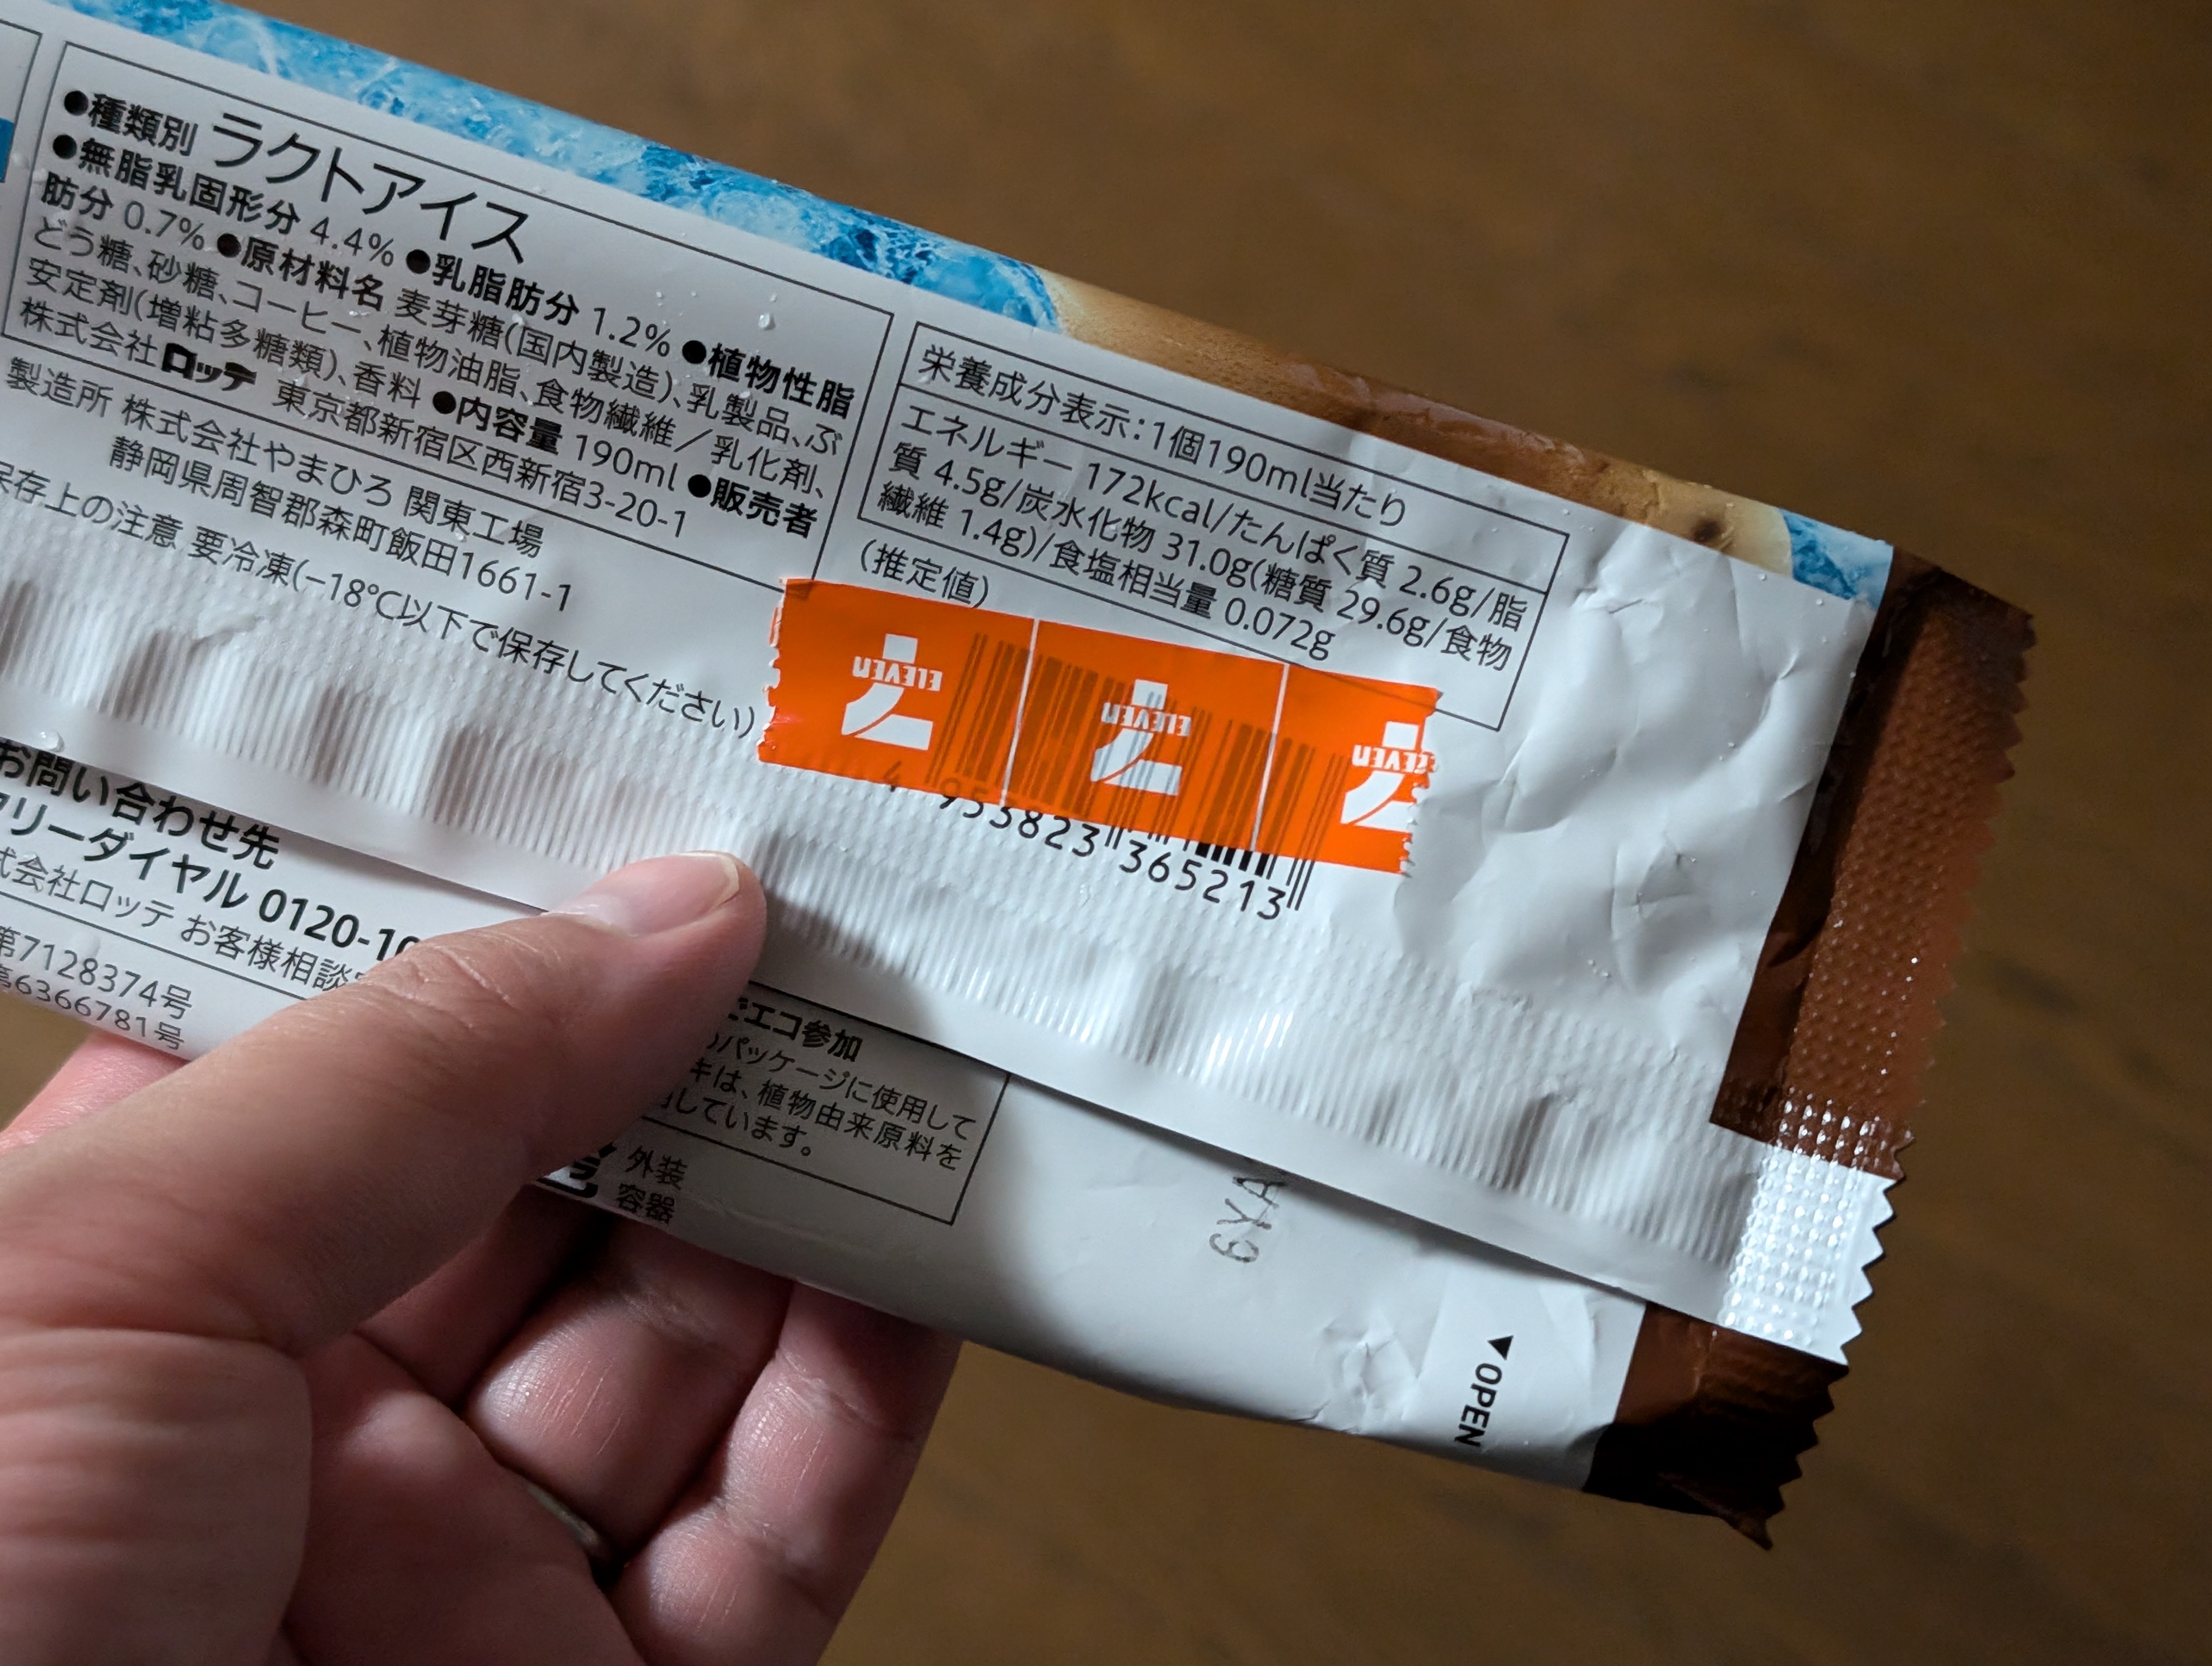 ●種類別 ラクトアイス
●無脂乳固形分 4.4% ●乳脂肪分 1.2% ●植物性脂
肪分 0.7% ●原材料名 麦芽糖(国内製造)、乳製品、ぶ
どう糖、砂糖、コーヒー、植物油脂、食物繊維/乳化剤、
安定剤(増粘多糖類)、香料 ●内容量 190ml ●販売者
株式会社ロッテ 東京都新宿区西新宿3-20-1
製造所 株式会社やまひろ 関東工場
静岡県周智郡森町飯田1661-1
保存上の注意 要冷凍(-18℃以下で保存してください)
栄養成分表示:1個190ml当たり
エネルギー 172kcal/たんぱく質 2.6g/脂
質 4.5g/炭水化物 31.0g(糖質 29.6g/食物
繊維 1.4g)/食塩相当量 0.072g
(推定値)
7 ELEVEN
7 ELEVEN
7 ELEVEN
4 953823 365213
お問い合わせ先
フリーダイヤル 0120-10
式会社ロッテ お客様相談
第7128374号
第6366781号
エコ参加
パッケージに使用して
キは、植物由来原料を
しています。
外装
容器
6YA
▼OPEN